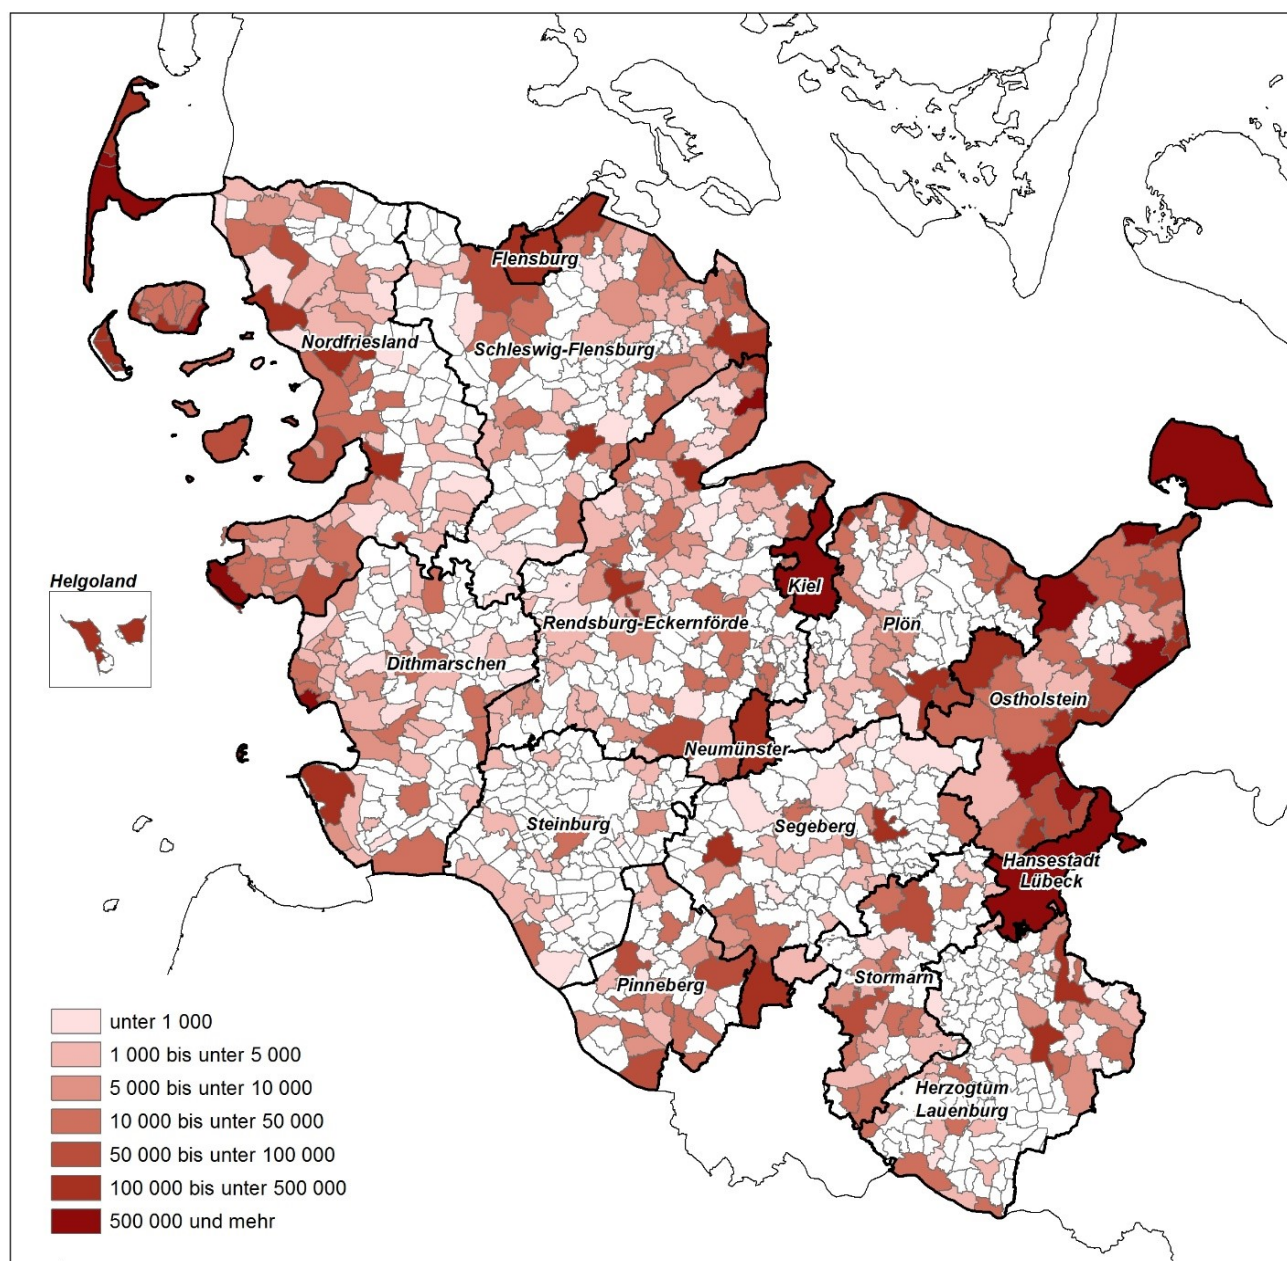 Flensburg
Nordfriesland
Schleswig-Flensburg
Helgoland
Kiel
Rendsburg-Eckernförde
Plön
Dithmarschen
Ostholstein
Neumünster
Steinburg
Segeberg
Hansestadt
Lübeck
Pinneberg
Stormarn
Herzogtum
Lauenburg
unter 1 000
1 000 bis unter 5 000
5 000 bis unter 10 000
10 000 bis unter 50 000
50 000 bis unter 100 000
100 000 bis unter 500 000
500 000 und mehr